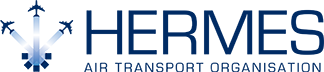 HERMES
AIR TRANSPORT ORGANISATION